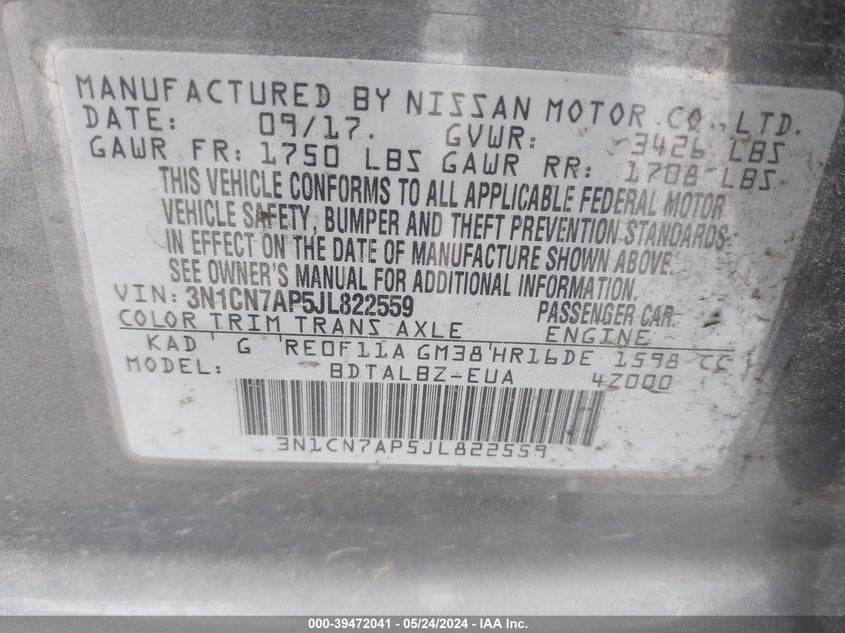 MANUFACTURED BY NISSAN MOTOR CO., LTD.
DATE: 09/17. GVWR: 3426 LBS
GAWR FR: 1750 LBS GAWR RR: 1708 LBS
THIS VEHICLE CONFORMS TO ALL APPLICABLE FEDERAL MOTOR
VEHICLE SAFETY, BUMPER AND THEFT PREVENTION STANDARDS
IN EFFECT ON THE DATE OF MANUFACTURE SHOWN ABOVE.
SEE OWNER'S MANUAL FOR ADDITIONAL INFORMATION.
VIN: 3N1CN7AP5JL822559 PASSENGER CAR.
COLOR TRIM TRANS AXLE ENGINE
KAD G RE0F11A GM38 HR16DE 1598 CC
MODEL: BDTALBZ-EUA 4Z000
3N1CN7AP5JL822559
000-39472041 - 05/24/2024 - IAA Inc.